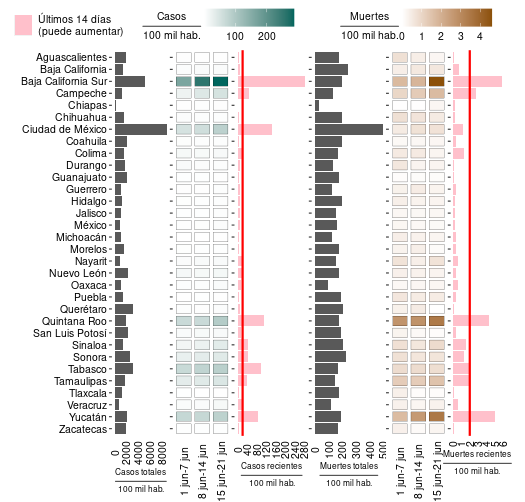 Últimos 14 días
(puede aumentar)
Casos
100 mil hab.
100 200
Muertes
100 mil hab.
0 1 2 3 4
Aguascalientes
Baja California
Baja California Sur
Campeche
Chiapas
Chihuahua
Ciudad de México
Coahuila
Colima
Durango
Guanajuato
Guerrero
Hidalgo
Jalisco
México
Michoacán
Morelos
Nayarit
Nuevo León
Oaxaca
Puebla
Querétaro
Quintana Roo
San Luis Potosí
Sinaloa
Sonora
Tabasco
Tamaulipas
Tlaxcala
Veracruz
Yucatán
Zacatecas
0 2000 4000 6000 8000
Casos totales
100 mil hab.
1 jun-7 jun
8 jun-14 jun
15 jun-21 jun
0 40 80 120 160 200 240 280
Casos recientes
100 mil hab.
0 100 200 300 400 500
Muertes totales
100 mil hab.
1 jun-7 jun
8 jun-14 jun
15 jun-21 jun
0 1 2 3 4 5 6
Muertes recientes
100 mil hab.